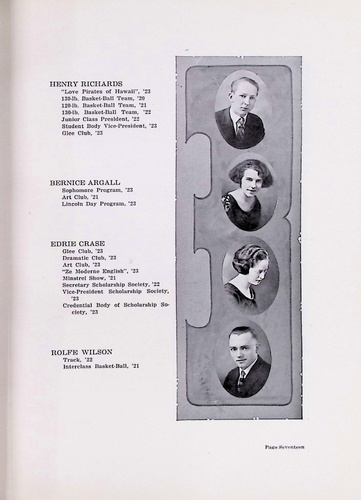 HENRY RICHARDS
"Love Pirates of Hawaii", '23
130-lb. Basket-Ball Team, '20
120-lb. Basket-Ball Team, '21
130-lb. Basket-Ball Team, '22
Junior Class President, '22
Student Body Vice-President, '23
Glee Club, '23
BERNICE ARGALL
Sophomore Program, '23
Art Club, '21
Lincoln Day Program, '23
EDRIE CRASE
Glee Club, '23
Dramatic Club, '23
Art Club, '23
"Ze Moderne English", '23
Minstrel Show, '21
Secretary Scholarship Society, '22
Vice-President Scholarship Society,
'23
Credential Body of Scholarship So-
ciety, '23
ROLFE WILSON
Track, '22
Interclass Basket-Ball, '21
Page Seventeen